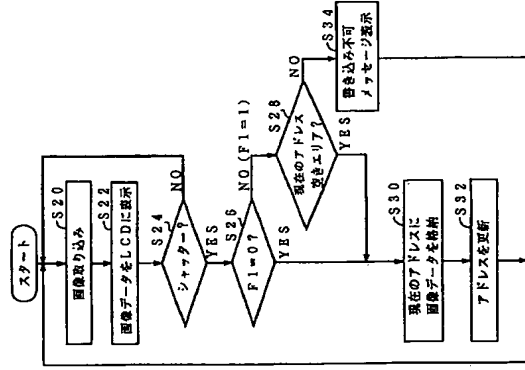 スタート
S20
画像取り込み
S22
画像データをLCDに表示
S24
シャッター?
NO
YES
S26
F1=0?
NO(F1=1)
YES
S28
現在のアドレス
空きエリア?
NO
YES
S34
書き込み不可
メッセージ表示
S30
現在のアドレスに
画像データを格納
S32
アドレスを更新